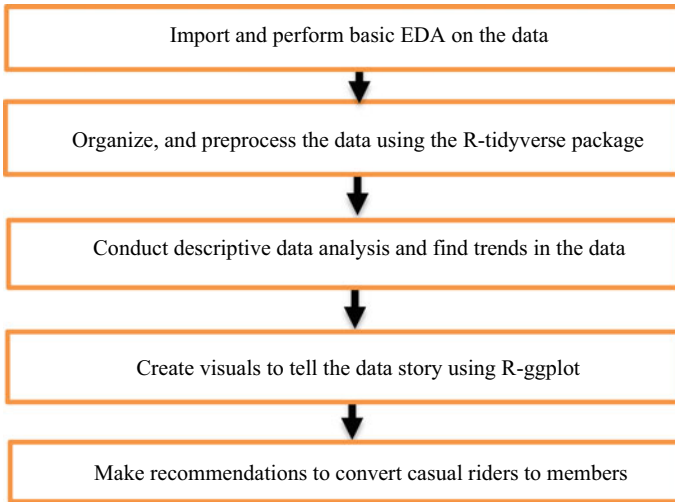 Import and perform basic EDA on the data
Organize, and preprocess the data using the R-tidyverse package
Conduct descriptive data analysis and find trends in the data
Create visuals to tell the data story using R-ggplot
Make recommendations to convert casual riders to members